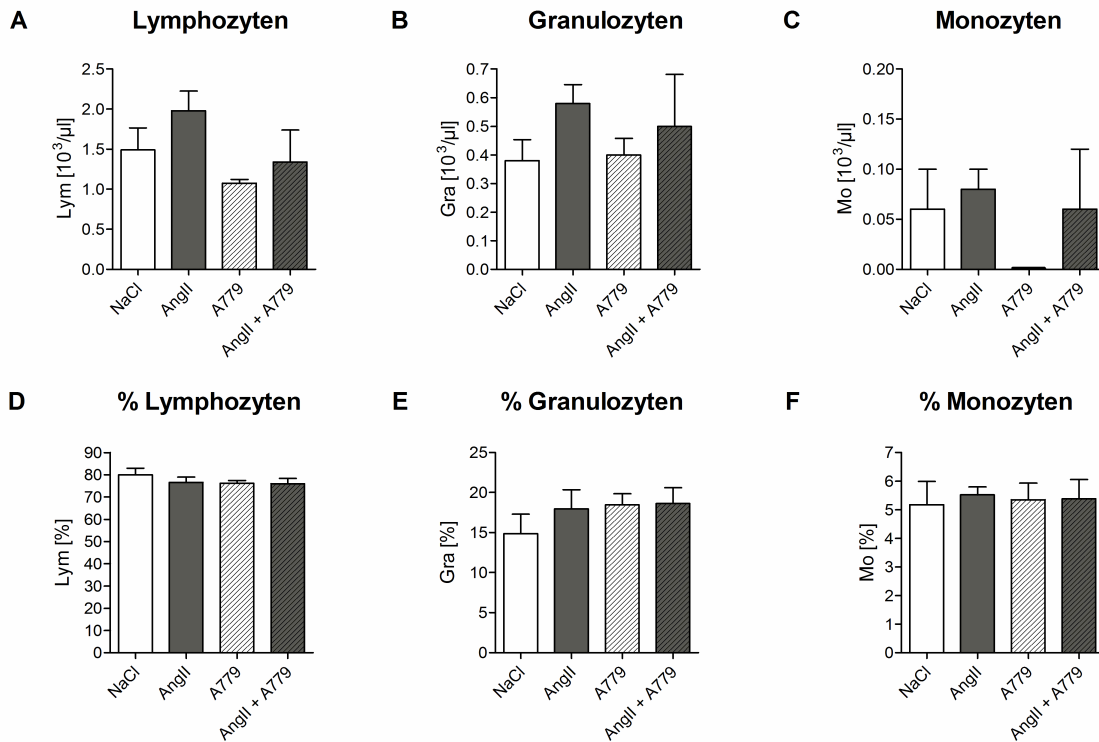 A Lymphozyten
Lym [10³/µl]
2.5
2.0
1.5
1.0
0.5
0.0
NaCl
AngII
A779
AngII + A779
B Granulozyten
Gra [10³/µl]
0.7
0.6
0.5
0.4
0.3
0.2
0.1
0.0
NaCl
AngII
A779
AngII + A779
C Monozyten
Mo [10³/µl]
0.20
0.15
0.10
0.05
0.00
NaCl
AngII
A779
AngII + A779
D % Lymphozyten
Lym [%]
90
80
70
60
50
40
30
20
10
0
NaCl
AngII
A779
AngII + A779
E % Granulozyten
Gra [%]
25
20
15
10
5
0
NaCl
AngII
A779
AngII + A779
F % Monozyten
Mo [%]
7
6
5
4
3
2
1
0
NaCl
AngII
A779
AngII + A779